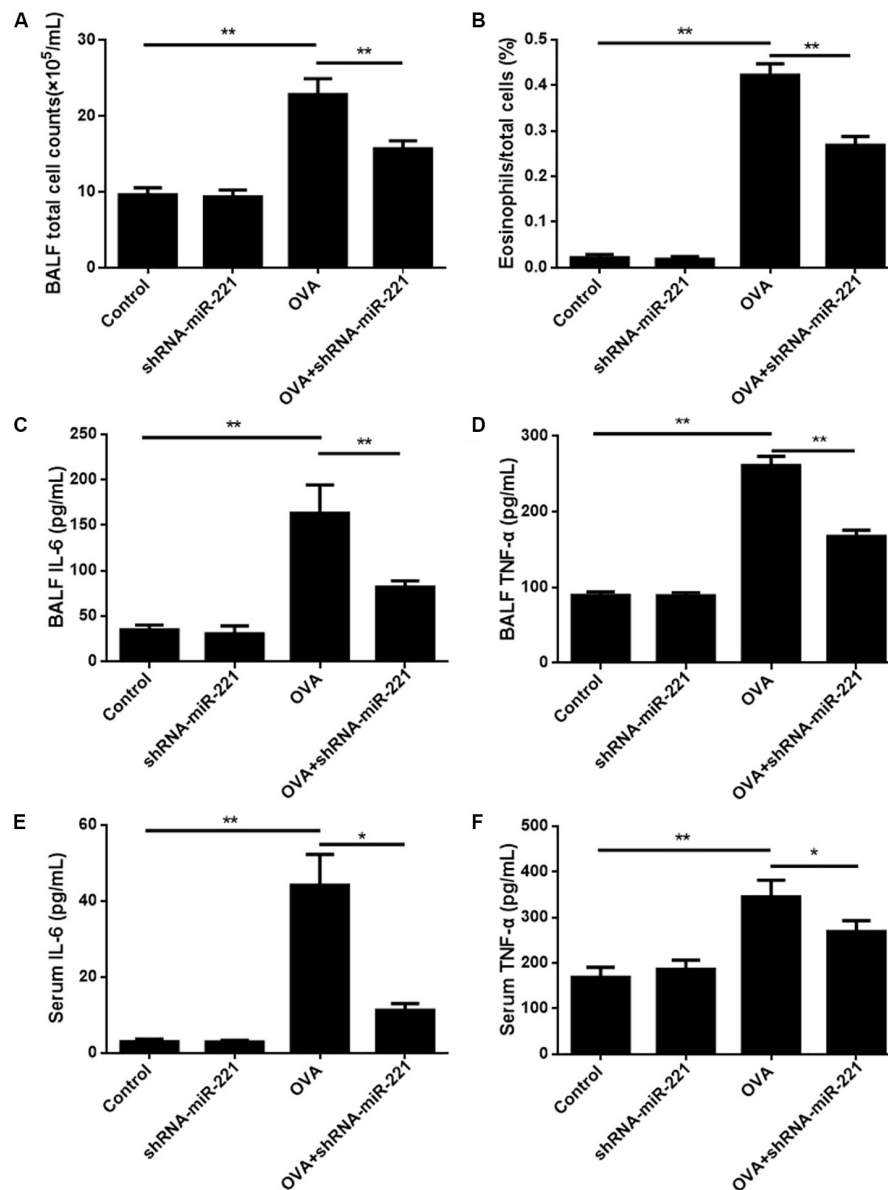 A
BALF total cell counts(×10⁵/mL)
30
20
10
0
**
**
Control
shRNA-miR-221
OVA
OVA+shRNA-miR-221
B
Eosinophils/total cells (%)
0.5
0.4
0.3
0.2
0.1
0.0
**
**
Control
shRNA-miR-221
OVA
OVA+shRNA-miR-221
C
BALF IL-6 (pg/mL)
250
200
150
100
50
0
**
**
Control
shRNA-miR-221
OVA
OVA+shRNA-miR-221
D
BALF TNF-α (pg/mL)
300
200
100
0
**
**
Control
shRNA-miR-221
OVA
OVA+shRNA-miR-221
E
Serum IL-6 (pg/mL)
60
40
20
0
**
*
Control
shRNA-miR-221
OVA
OVA+shRNA-miR-221
F
Serum TNF-α (pg/mL)
500
400
300
200
100
0
**
*
Control
shRNA-miR-221
OVA
OVA+shRNA-miR-221